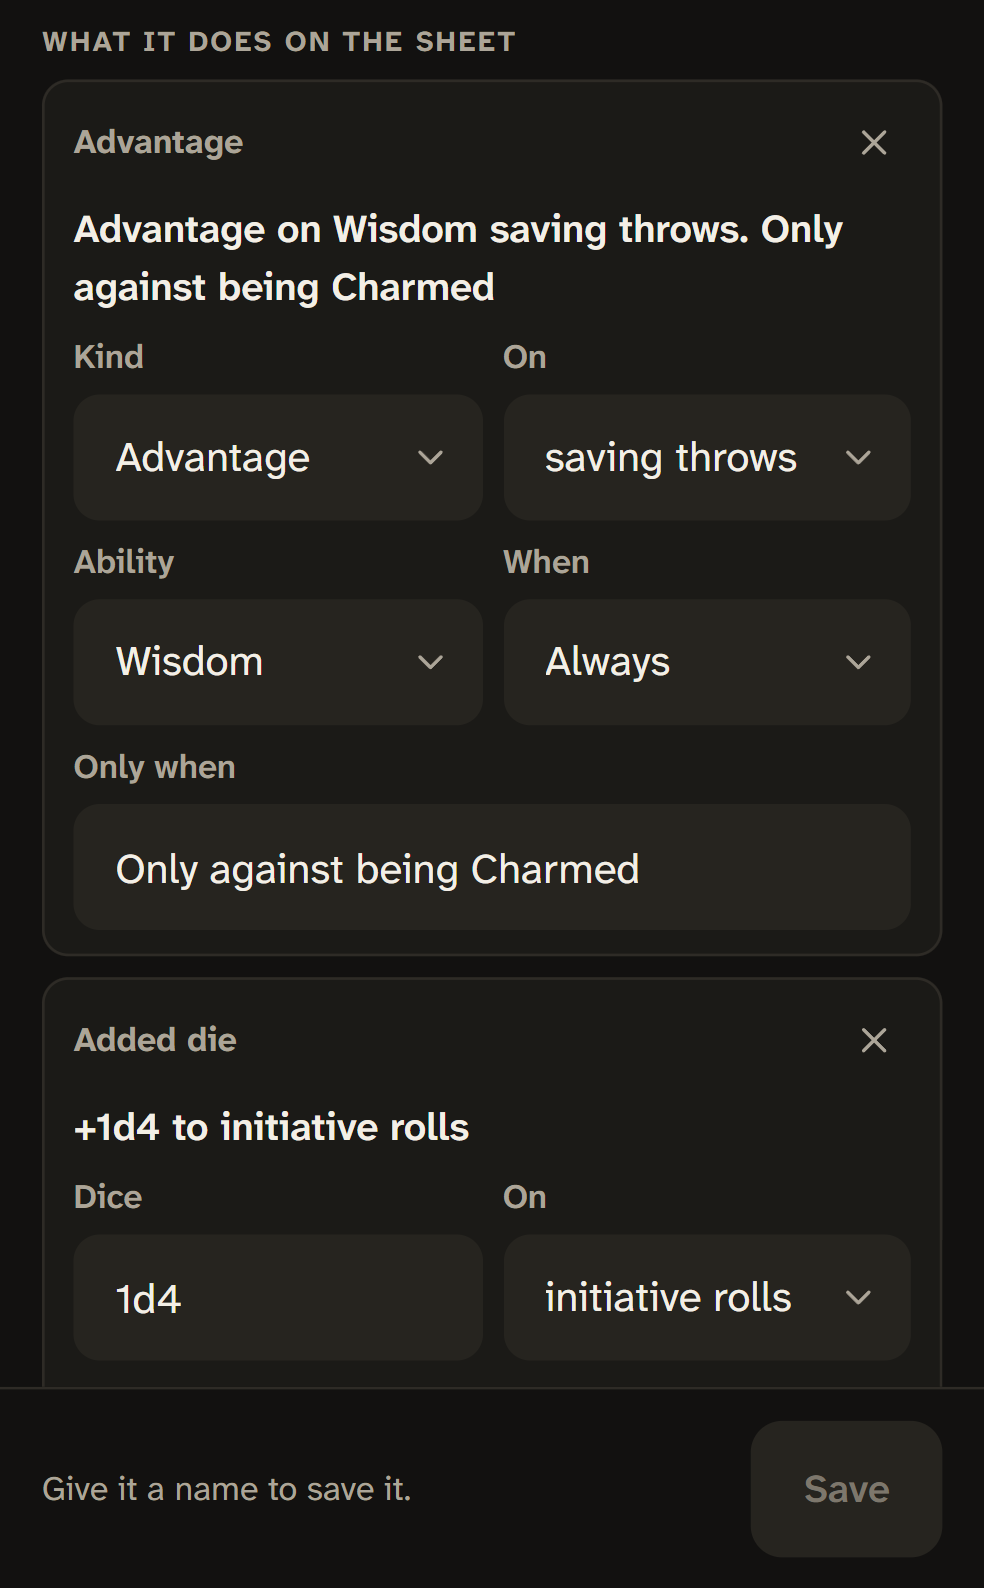 WHAT IT DOES ON THE SHEET
Advantage
Advantage on Wisdom saving throws. Only
against being Charmed
Kind
On
Advantage
saving throws
Ability
When
Wisdom
Always
Only when
Only against being Charmed
Added die
+1d4 to initiative rolls
Dice
On
1d4
initiative rolls
Give it a name to save it.
Save